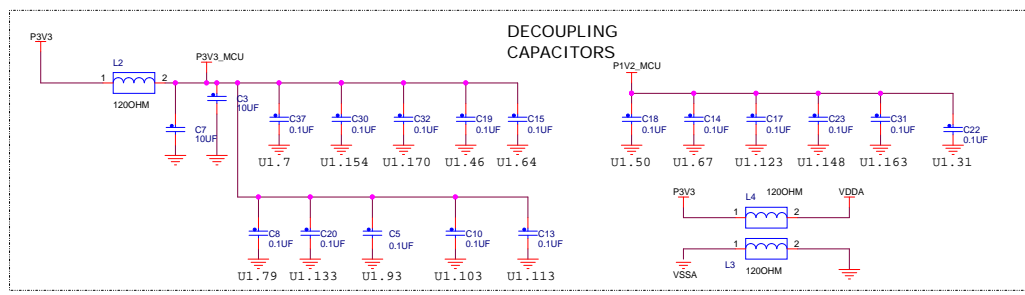 DECOUPLING
CAPACITORS
P3V3
L2
1
2
120OHM
P3V3_MCU
C3
10UF
C7
10UF
C37
0.1UF
C30
0.1UF
C32
0.1UF
C19
0.1UF
C15
0.1UF
U1.7
U1.154
U1.170
U1.46
U1.64
C8
0.1UF
C20
0.1UF
C5
0.1UF
C10
0.1UF
C13
0.1UF
U1.79
U1.133
U1.93
U1.103
U1.113
P1V2_MCU
C18
0.1UF
C14
0.1UF
C17
0.1UF
C23
0.1UF
C31
0.1UF
C22
0.1UF
U1.50
U1.67
U1.123
U1.148
U1.163
U1.31
P3V3
L4
120OHM
1
2
VDDA
VSSA
1
2
L3
120OHM